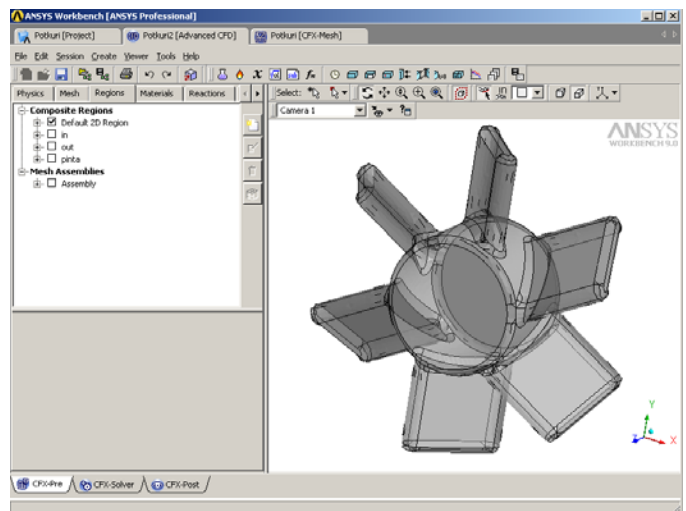 ANSYS Workbench [ANSYS Professional]
Potkuri [Project] Potkuri2 [Advanced CFD] Potkuri [CFX-Mesh]
File Edit Session Create Viewer Tools Help
Physics Mesh Regions Materials Reactions
Select:
Camera 1
Composite Regions
Default 2D Region
in
out
pinta
Mesh Assemblies
Assembly
ANSYS
WORKBENCH 9.0
Y
Z X
CFX-Pre CFX-Solver CFX-Post